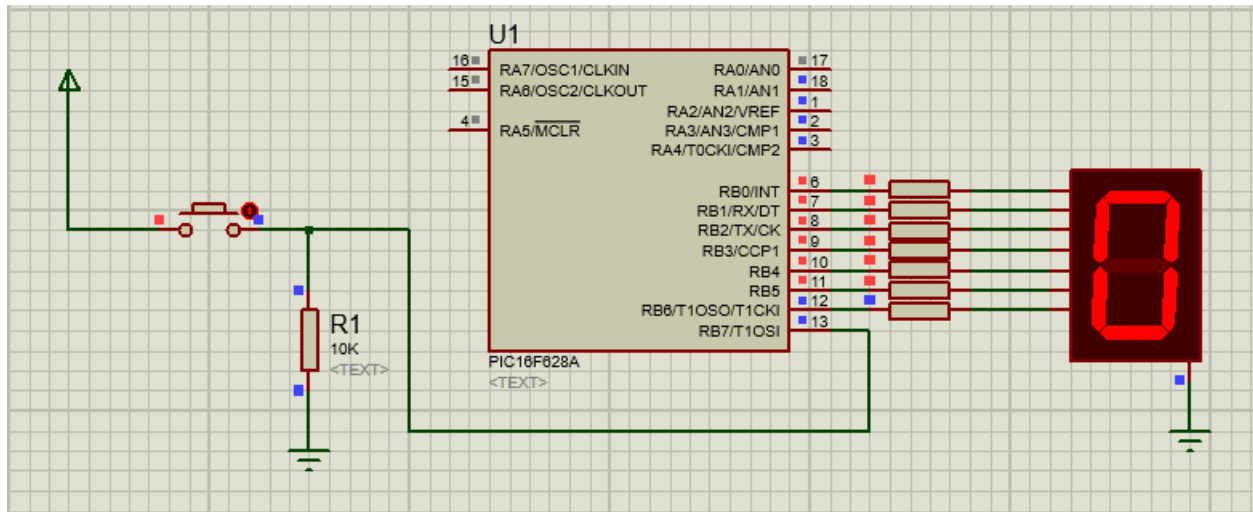 U1
16
RA7/OSC1/CLKIN
15
RA6/OSC2/CLKOUT
4
RA5/MCLR
RA0/AN0
17
RA1/AN1
18
RA2/AN2/VREF
1
RA3/AN3/CMP1
2
RA4/T0CKI/CMP2
3
RB0/INT
6
RB1/RX/DT
7
RB2/TX/CK
8
RB3/CCP1
9
RB4
10
RB5
11
RB6/T1OSO/T1CKI
12
RB7/T1OSI
13
PIC16F628A
<TEXT>
R1
10K
<TEXT>
0